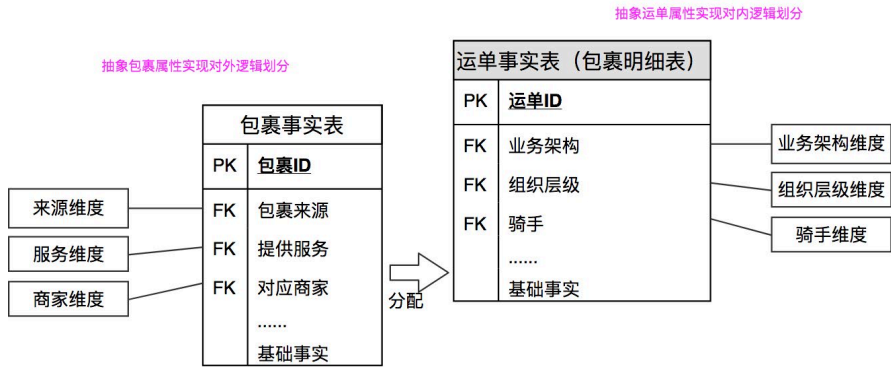 抽象运单属性实现对内逻辑划分
抽象包裹属性实现对外逻辑划分
包裹事实表
PK 包裹ID
FK 包裹来源
FK 提供服务
FK 对应商家
......
基础事实
来源维度
服务维度
商家维度
分配
运单事实表（包裹明细表）
PK 运单ID
FK 业务架构
FK 组织层级
FK 骑手
......
基础事实
业务架构维度
组织层级维度
骑手维度